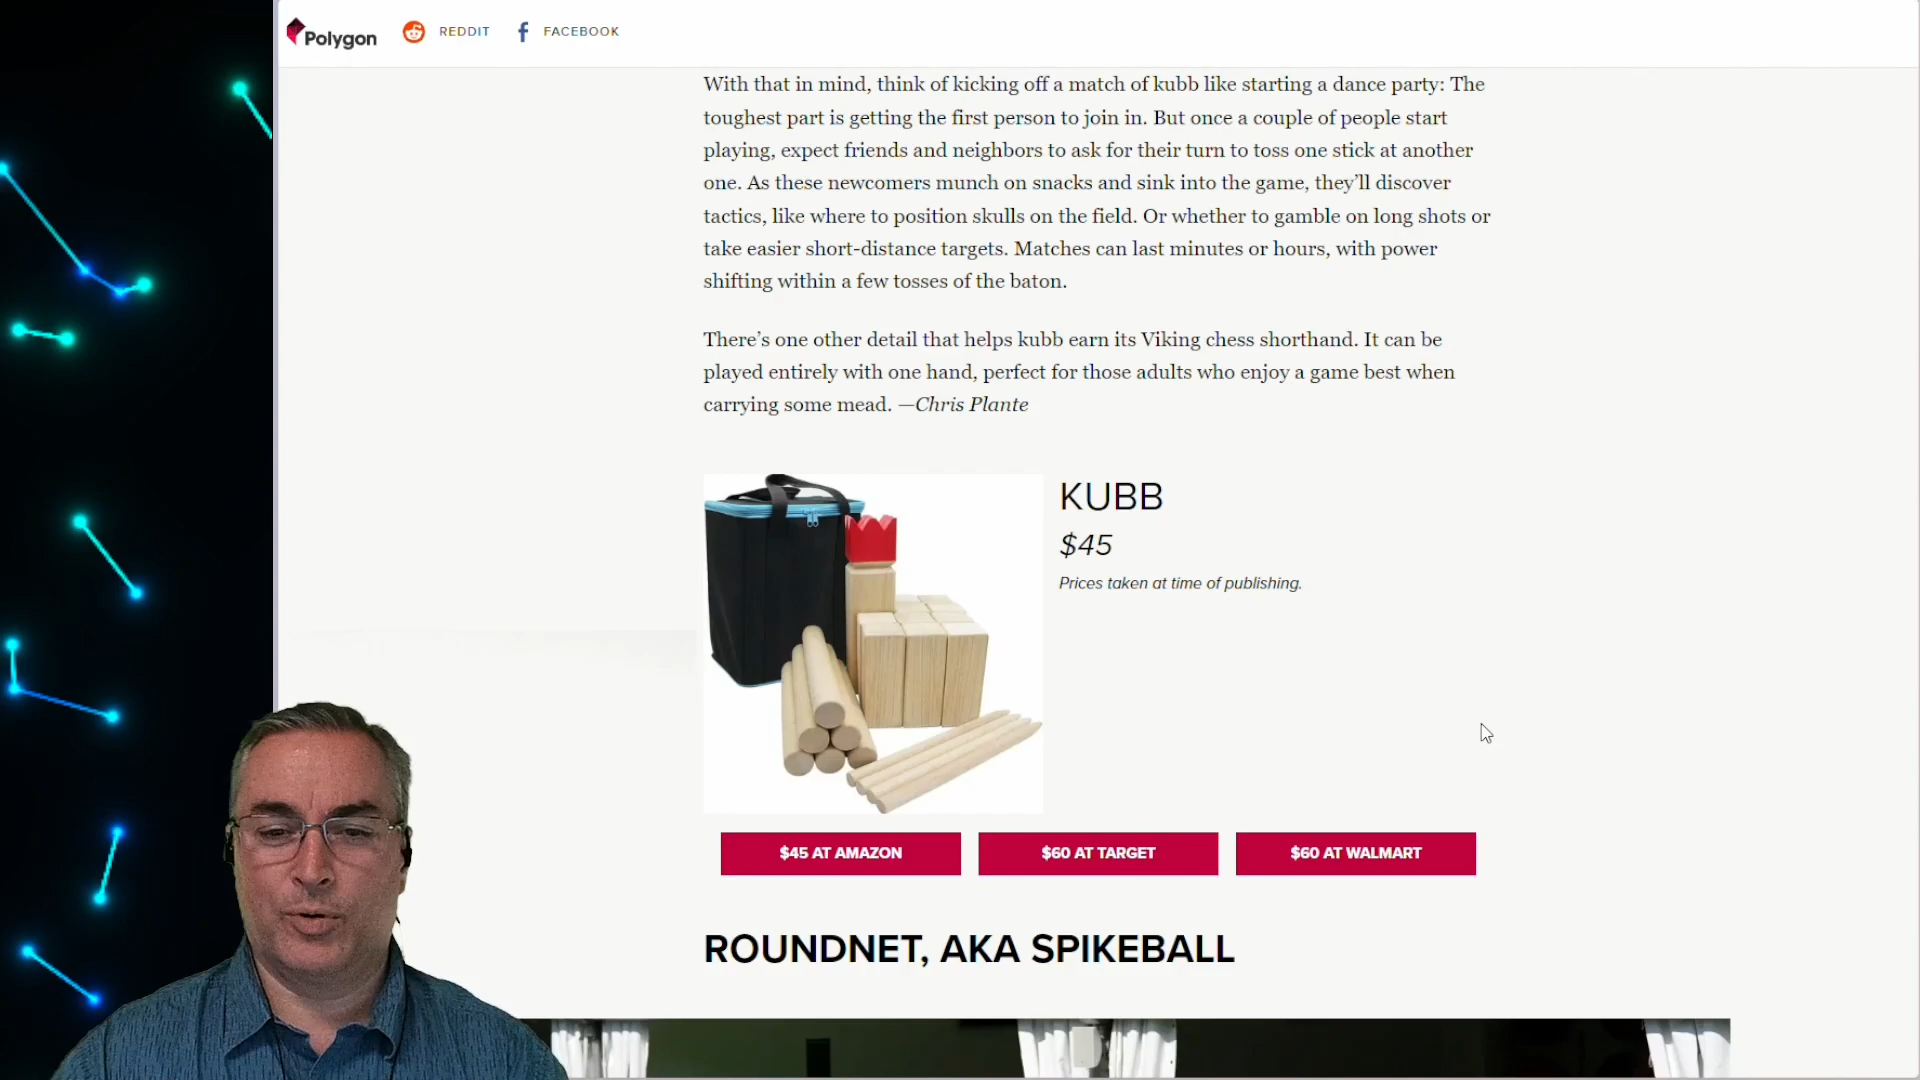 Polygon
REDDIT
FACEBOOK
With that in mind, think of kicking off a match of kubb like starting a dance party: The
toughest part is getting the first person to join in. But once a couple of people start
playing, expect friends and neighbors to ask for their turn to toss one stick at another
one. As these newcomers munch on snacks and sink into the game, they’ll discover
tactics, like where to position skulls on the field. Or whether to gamble on long shots or
take easier short-distance targets. Matches can last minutes or hours, with power
shifting within a few tosses of the baton.
There’s one other detail that helps kubb earn its Viking chess shorthand. It can be
played entirely with one hand, perfect for those adults who enjoy a game best when
carrying some mead. —Chris Plante
KUBB
$45
Prices taken at time of publishing.
$45 AT AMAZON
$60 AT TARGET
$60 AT WALMART
ROUNDNET, AKA SPIKEBALL